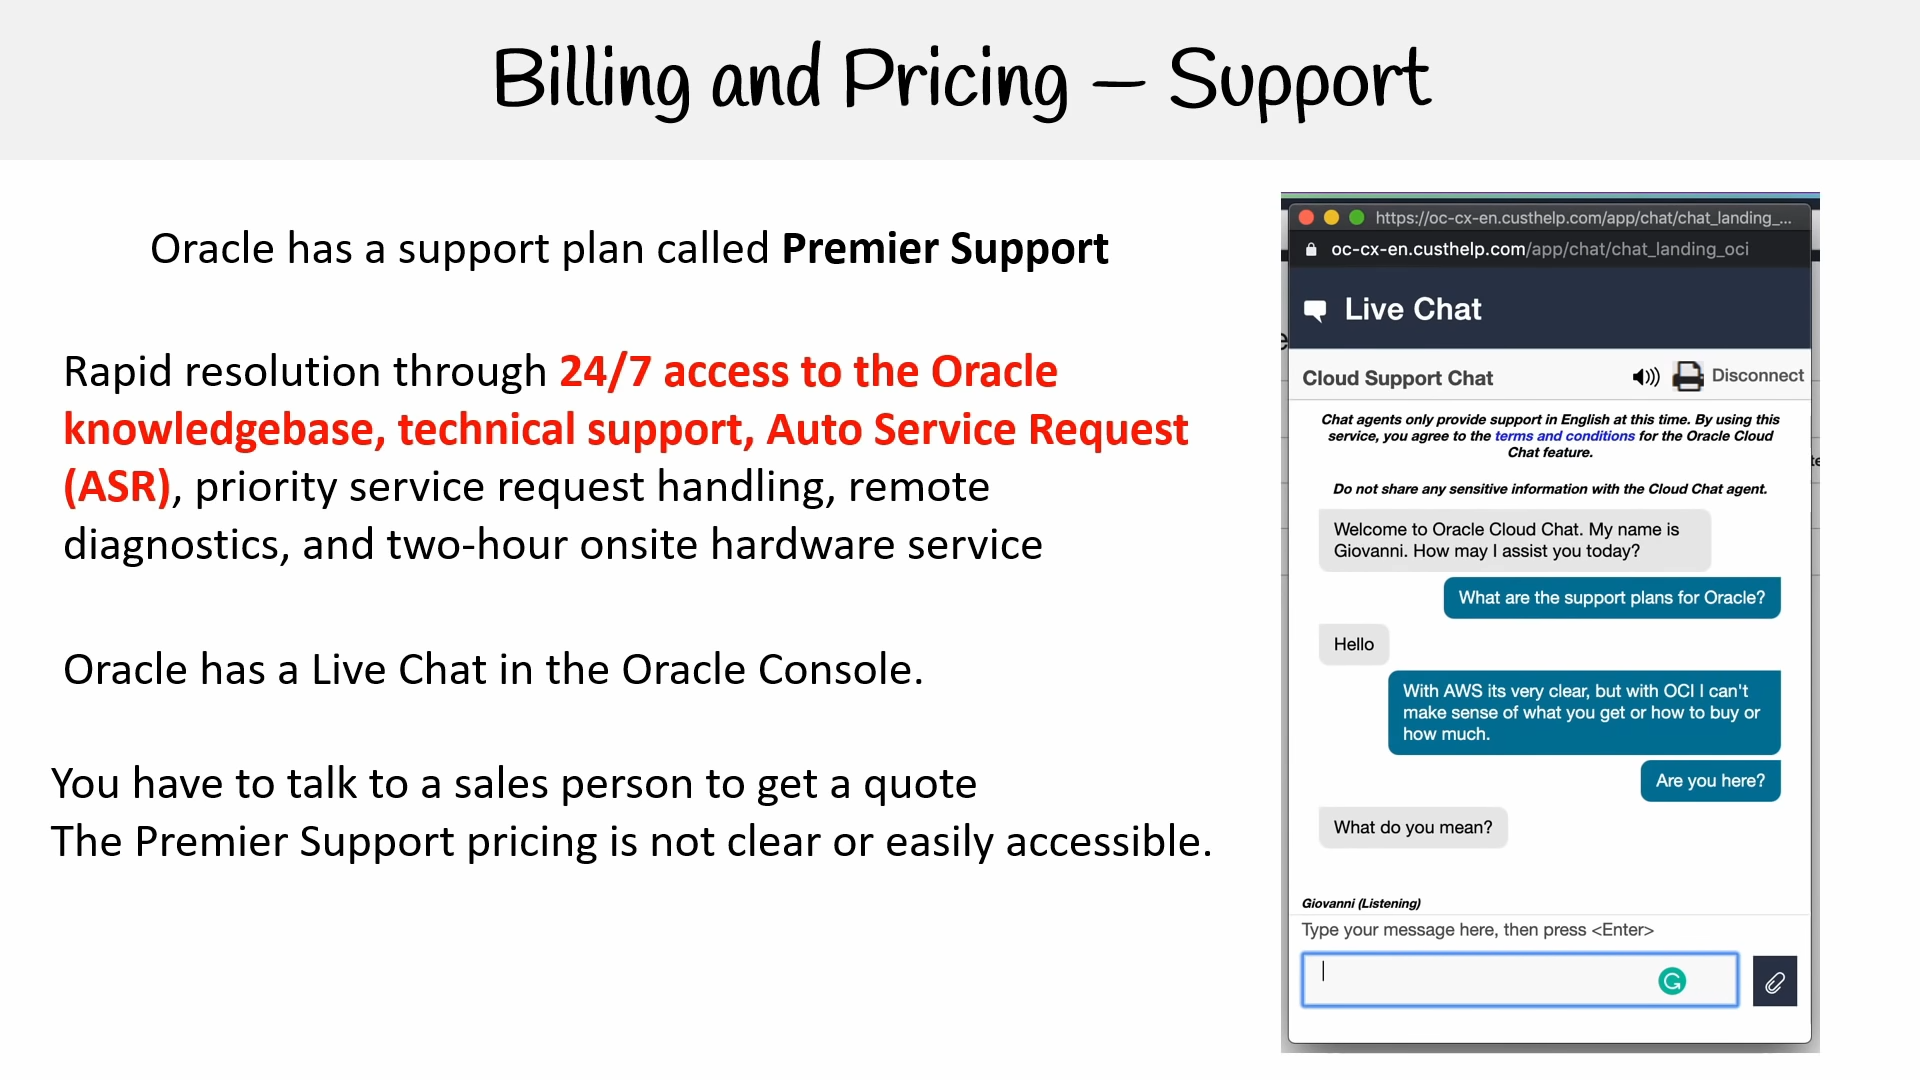 Billing and Pricing – Support
Oracle has a support plan called Premier Support
Rapid resolution through 24/7 access to the Oracle
knowledgebase, technical support, Auto Service Request
(ASR), priority service request handling, remote
diagnostics, and two-hour onsite hardware service
Oracle has a Live Chat in the Oracle Console.
You have to talk to a sales person to get a quote
The Premier Support pricing is not clear or easily accessible.
https://oc-cx-en.custhelp.com/app/chat/chat_landing_...
oc-cx-en.custhelp.com/app/chat/chat_landing_oci
Live Chat
Cloud Support Chat
Disconnect
Chat agents only provide support in English at this time. By using this
service, you agree to the terms and conditions for the Oracle Cloud
Chat feature.
Do not share any sensitive information with the Cloud Chat agent.
Welcome to Oracle Cloud Chat. My name is
Giovanni. How may I assist you today?
What are the support plans for Oracle?
Hello
With AWS its very clear, but with OCI I can't
make sense of what you get or how to buy or
how much.
Are you here?
What do you mean?
Giovanni (Listening)
Type your message here, then press <Enter>